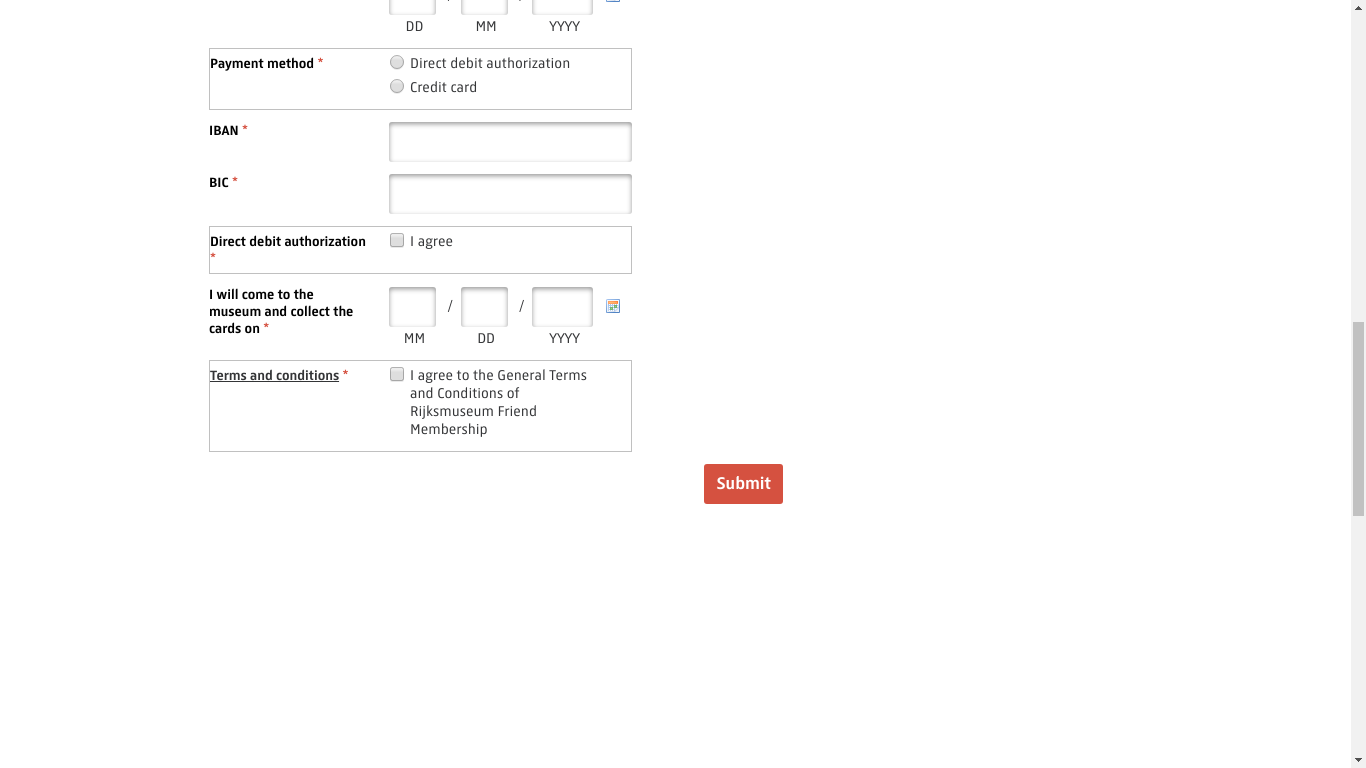 DD MM YYYY
Payment method * Direct debit authorization
Credit card
IBAN *
BIC *
Direct debit authorization I agree
*
I will come to the
museum and collect the / /
cards on *
MM DD YYYY
Terms and conditions * I agree to the General Terms
and Conditions of
Rijksmuseum Friend
Membership
Submit